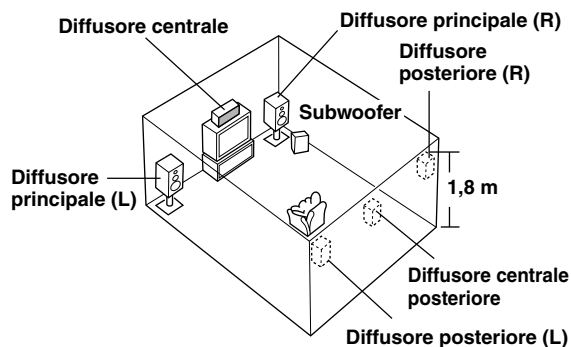 Diffusore centrale
Diffusore principale (R)
Diffusore
posteriore (R)
Subwoofer
Diffusore
principale (L)
1,8 m
Diffusore centrale
posteriore
Diffusore posteriore (L)